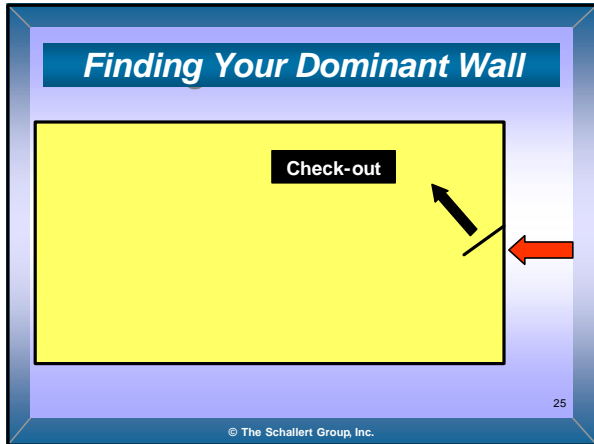 Finding Your Dominant Wall
Check-out
25
© The Schallert Group, Inc.